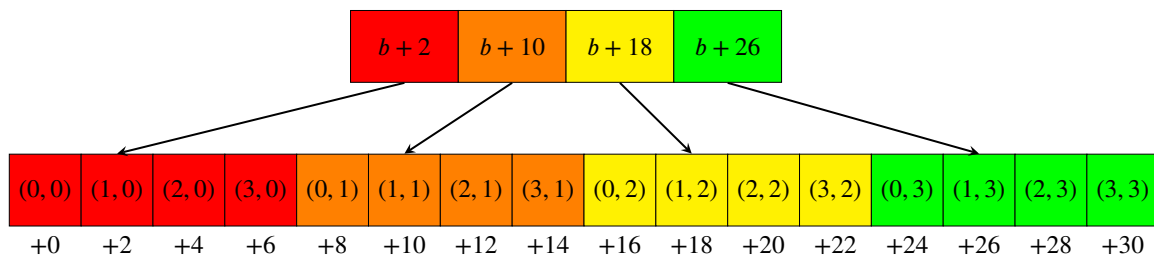 b + 2 b + 10 b + 18 b + 26
(0, 0) (1, 0) (2, 0) (3, 0) (0, 1) (1, 1) (2, 1) (3, 1) (0, 2) (1, 2) (2, 2) (3, 2) (0, 3) (1, 3) (2, 3) (3, 3)
+0 +2 +4 +6 +8 +10 +12 +14 +16 +18 +20 +22 +24 +26 +28 +30